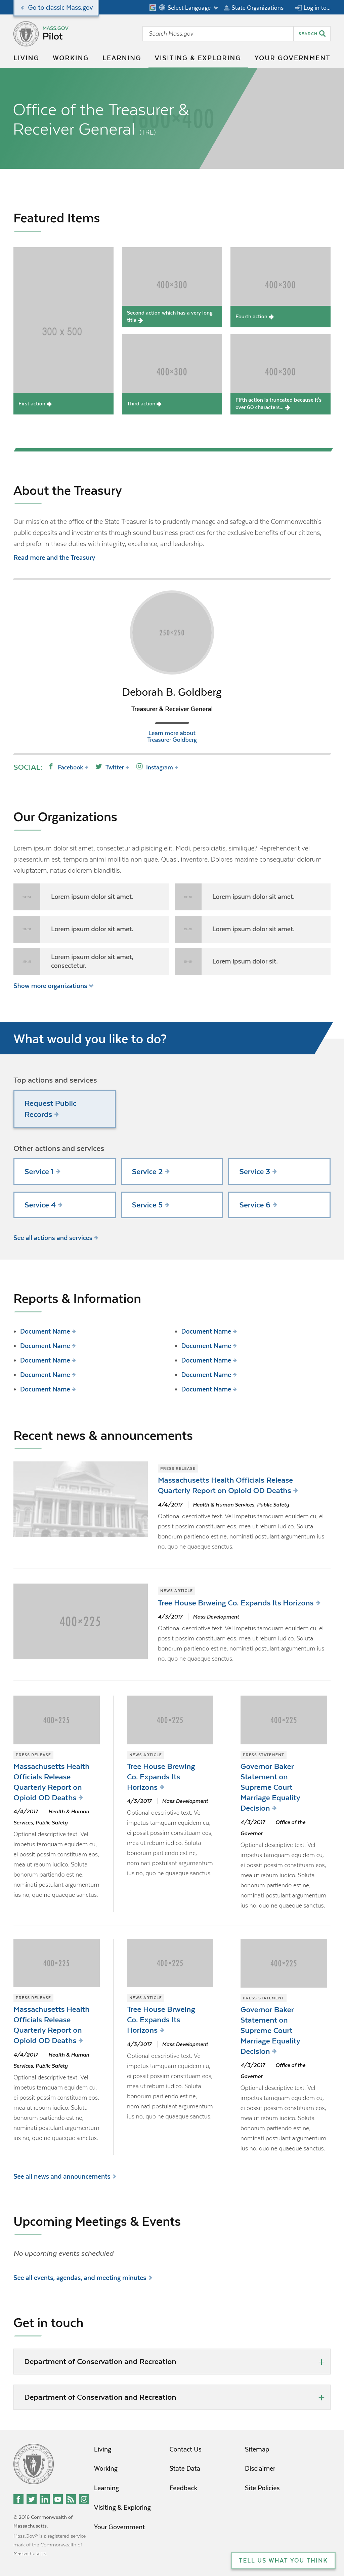 Go to classic Mass.gov
Select Language
State Organizations
Log in to...
MASS.GOV
Pilot
Search Mass.gov
SEARCH
LIVING
WORKING
LEARNING
VISITING & EXPLORING
YOUR GOVERNMENT
Office of the Treasurer &
Receiver General (TRE)
Featured Items
300 x 500
First action
400×300
Second action which has a very long
title
400×300
Fourth action
400×300
Third action
400×300
Fifth action is truncated because it's
over 60 characters...
About the Treasury
Our mission at the office of the State Treasurer is to prudently manage and safeguard the Commonwealth's
public deposits and investments through sound business practices for the exclusive benefits of our citizens,
and preform these duties with integrity, excellence, and leadership.
Read more and the Treasury
250×250
Deborah B. Goldberg
Treasurer & Receiver General
Learn more about
Treasurer Goldberg
SOCIAL:
Facebook
Twitter
Instagram
Our Organizations
Lorem ipsum dolor sit amet, consectetur adipisicing elit. Modi, perspiciatis, similique? Reprehenderit vel
praesentium est, tempora animi mollitia non quae. Quasi, inventore. Dolores maxime consequatur dolorum
voluptatem, natus dolorem blanditiis.
Lorem ipsum dolor sit amet.
Lorem ipsum dolor sit amet.
Lorem ipsum dolor sit amet.
Lorem ipsum dolor sit amet.
Lorem ipsum dolor sit amet,
consectetur.
Lorem ipsum dolor sit.
Show more organizations
What would you like to do?
Top actions and services
Request Public
Records
Other actions and services
Service 1
Service 2
Service 3
Service 4
Service 5
Service 6
See all actions and services
Reports & Information
Document Name
Document Name
Document Name
Document Name
Document Name
Document Name
Document Name
Document Name
Document Name
Document Name
Recent news & announcements
PRESS RELEASE
Massachusetts Health Officials Release
Quarterly Report on Opioid OD Deaths
4/4/2017 Health & Human Services, Public Safety
Optional descriptive text. Vel impetus tamquam equidem cu, ei
possit possim constituam eos, mea ut rebum iudico. Soluta
bonorum partiendo est ne, nominati postulant argumentum ius
no, quo ne quaeque sanctus.
400×225
NEWS ARTICLE
Tree House Brweing Co. Expands Its Horizons
4/3/2017 Mass Development
Optional descriptive text. Vel impetus tamquam equidem cu, ei
possit possim constituam eos, mea ut rebum iudico. Soluta
bonorum partiendo est ne, nominati postulant argumentum ius
no, quo ne quaeque sanctus.
400×225
PRESS RELEASE
Massachusetts Health
Officials Release
Quarterly Report on
Opioid OD Deaths
4/4/2017 Health & Human
Services, Public Safety
Optional descriptive text. Vel
impetus tamquam equidem cu,
ei possit possim constituam eos,
mea ut rebum iudico. Soluta
bonorum partiendo est ne,
nominati postulant argumentum
ius no, quo ne quaeque sanctus.
400×225
NEWS ARTICLE
Tree House Brweing
Co. Expands Its
Horizons
4/3/2017 Mass Development
Optional descriptive text. Vel
impetus tamquam equidem cu,
ei possit possim constituam eos,
mea ut rebum iudico. Soluta
bonorum partiendo est ne,
nominati postulant argumentum
ius no, quo ne quaeque sanctus.
400×225
PRESS STATEMENT
Governor Baker
Statement on
Supreme Court
Marriage Equality
Decision
4/3/2017 Office of the
Governor
Optional descriptive text. Vel
impetus tamquam equidem cu,
ei possit possim constituam eos,
mea ut rebum iudico. Soluta
bonorum partiendo est ne,
nominati postulant argumentum
ius no, quo ne quaeque sanctus.
400×225
PRESS RELEASE
Massachusetts Health
Officials Release
Quarterly Report on
Opioid OD Deaths
4/4/2017 Health & Human
Services, Public Safety
Optional descriptive text. Vel
impetus tamquam equidem cu,
ei possit possim constituam eos,
mea ut rebum iudico. Soluta
bonorum partiendo est ne,
nominati postulant argumentum
ius no, quo ne quaeque sanctus.
400×225
NEWS ARTICLE
Tree House Brweing
Co. Expands Its
Horizons
4/3/2017 Mass Development
Optional descriptive text. Vel
impetus tamquam equidem cu,
ei possit possim constituam eos,
mea ut rebum iudico. Soluta
bonorum partiendo est ne,
nominati postulant argumentum
ius no, quo ne quaeque sanctus.
400×225
PRESS STATEMENT
Governor Baker
Statement on
Supreme Court
Marriage Equality
Decision
4/3/2017 Office of the
Governor
Optional descriptive text. Vel
impetus tamquam equidem cu,
ei possit possim constituam eos,
mea ut rebum iudico. Soluta
bonorum partiendo est ne,
nominati postulant argumentum
ius no, quo ne quaeque sanctus.
See all news and announcements
Upcoming Meetings & Events
No upcoming events scheduled
See all events, agendas, and meeting minutes
Get in touch
Department of Conservation and Recreation
Department of Conservation and Recreation
Living
Working
Learning
Visiting & Exploring
Your Government
Contact Us
State Data
Feedback
Sitemap
Disclaimer
Site Policies
© 2016 Commonwealth of
Massachusetts.
Mass.Gov® is a registered service
mark of the Commonwealth of
Massachusetts.
TELL US WHAT YOU THINK